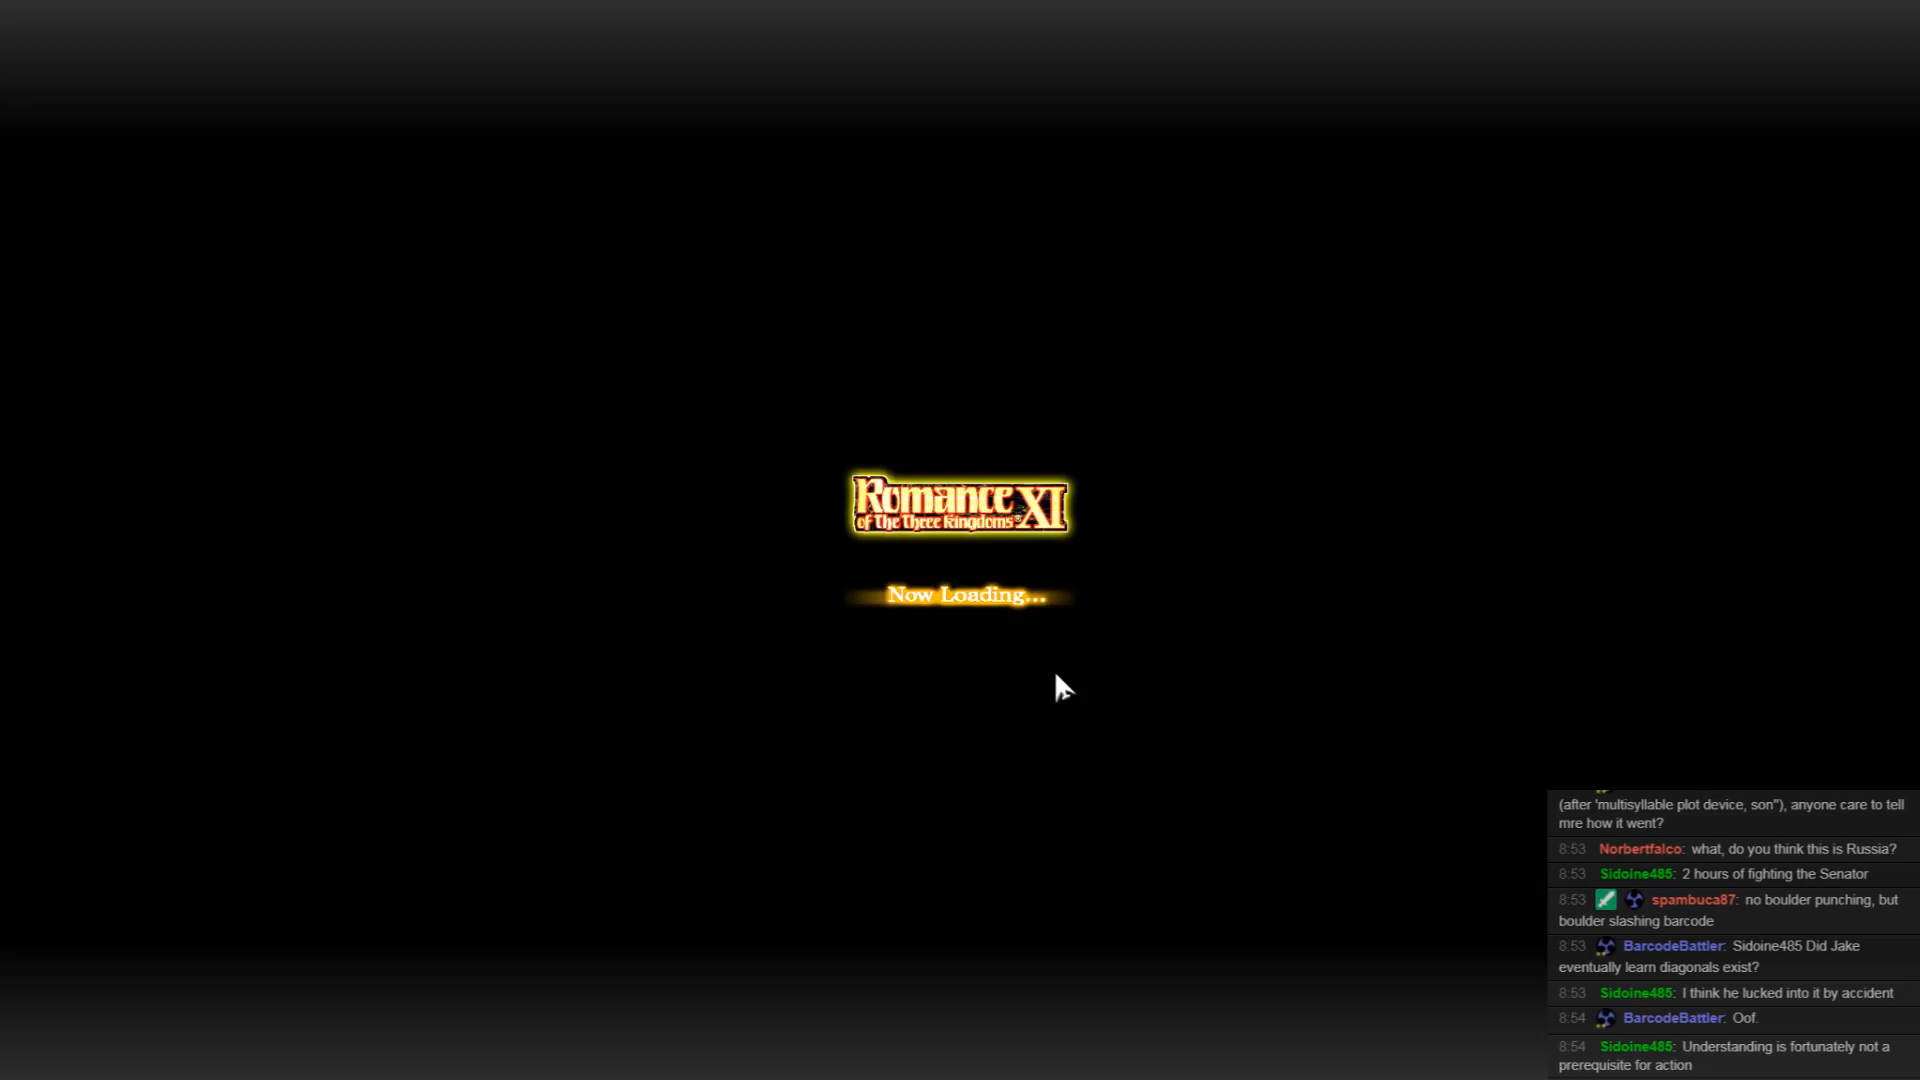 Romance XI
of The Three Kingdoms®
Now Loading...
(after 'multisyllable plot device, son"), anyone care to tell
mre how it went?
8:53 Norbertfalco: what, do you think this is Russia?
8:53 Sidoine485: 2 hours of fighting the Senator
8:53 spambuca87: no boulder punching, but
boulder slashing barcode
8:53 BarcodeBattler: Sidoine485 Did Jake
eventually learn diagonals exist?
8:53 Sidoine485: I think he lucked into it by accident
8:54 BarcodeBattler: Oof.
8:54 Sidoine485: Understanding is fortunately not a
prerequisite for action